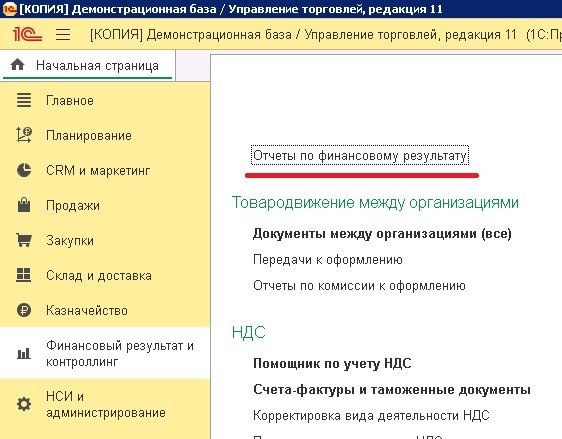 [КОПИЯ] Демонстрационная база / Управление торговлей, редакция 11
1С [КОПИЯ] Демонстрационная база / Управление торговлей, редакция 11 (1С:Пр
Начальная страница
Главное
Планирование
CRM и маркетинг
Продажи
Закупки
Склад и доставка
Казначейство
Финансовый результат и
контроллинг
НСИ и
администрирование
Отчеты по финансовому результату
Товародвижение между организациями
Документы между организациями (все)
Передачи к оформлению
Отчеты по комиссии к оформлению
НДС
Помощник по учету НДС
Счета-фактуры и таможенные документы
Корректировка вида деятельности НДС